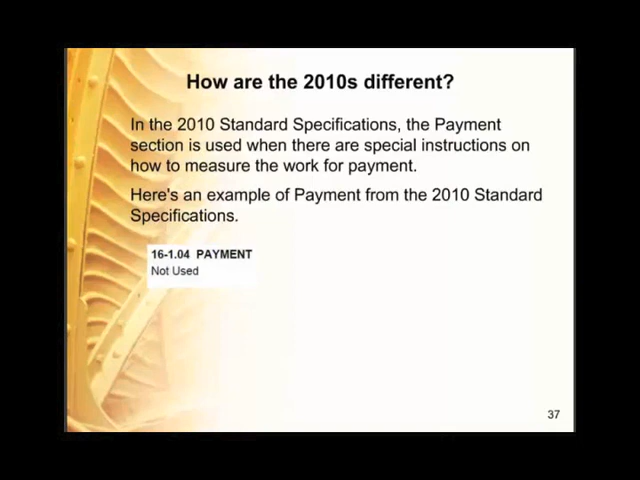 How are the 2010s different?
In the 2010 Standard Specifications, the Payment
section is used when there are special instructions on
how to measure the work for payment.
Here's an example of Payment from the 2010 Standard
Specifications.
16-1.04 PAYMENT
Not Used
37